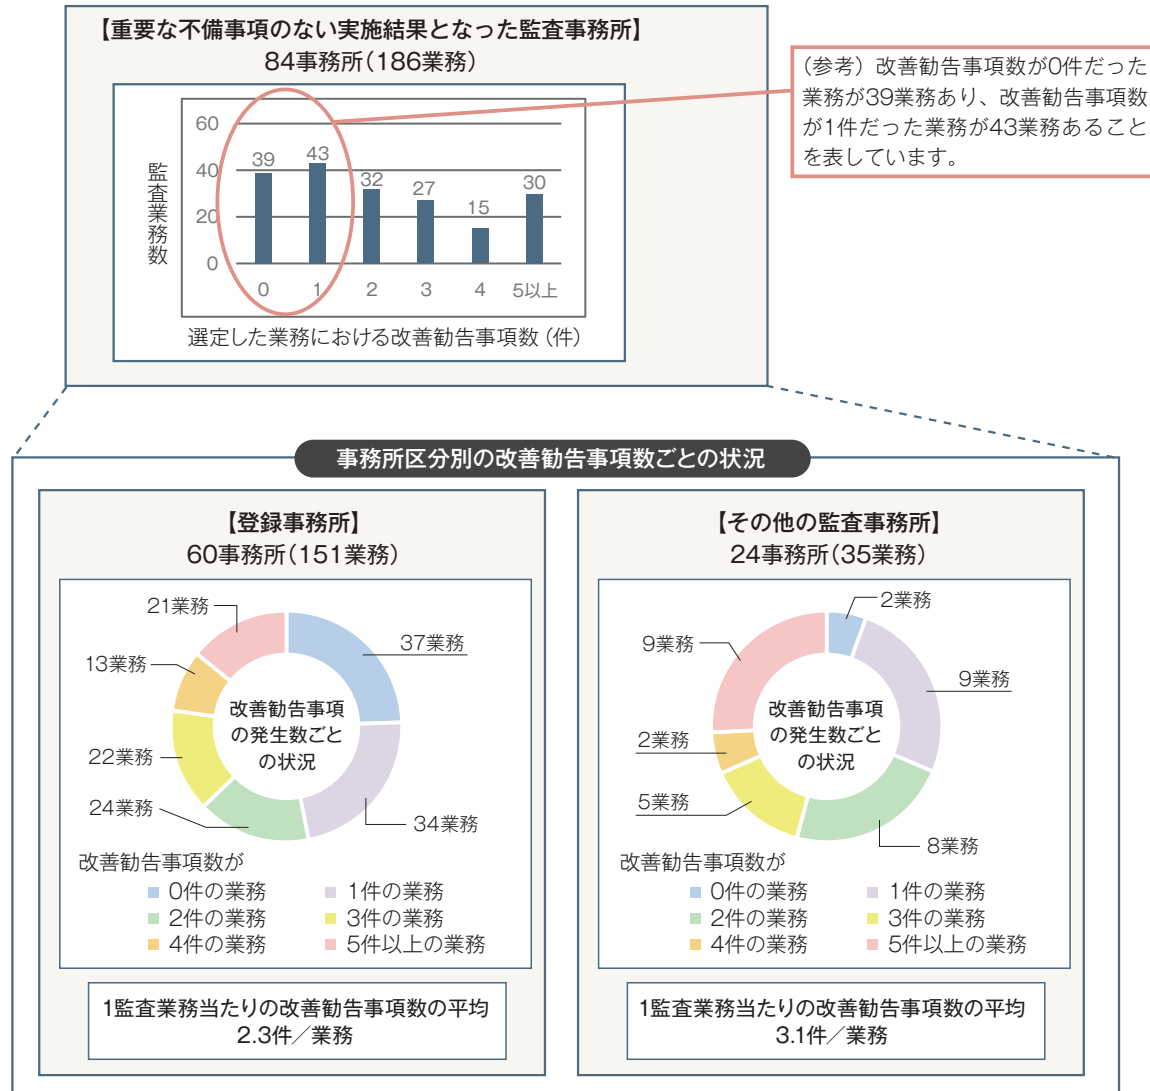 【重要な不備事項のない実施結果となった監査事務所】
84事務所(186業務)
(参考) 改善勧告事項数が0件だった
業務が39業務あり、改善勧告事項数
が1件だった業務が43業務あること
を表しています。
監査業務数
60
40
20
0
39
43
32
27
15
30
0
1
2
3
4
5以上
選定した業務における改善勧告事項数(件)
事務所区分別の改善勧告事項数ごとの状況
【登録事務所】
60事務所(151業務)
21業務
37業務
13業務
22業務
24業務
34業務
改善勧告事項
の発生数ごと
の状況
改善勧告事項数が
0件の業務
1件の業務
2件の業務
3件の業務
4件の業務
5件以上の業務
1監査業務当たりの改善勧告事項数の平均
2.3件/業務
【その他の監査事務所】
24事務所(35業務)
2業務
9業務
9業務
2業務
5業務
8業務
改善勧告事項
の発生数ごと
の状況
改善勧告事項数が
0件の業務
1件の業務
2件の業務
3件の業務
4件の業務
5件以上の業務
1監査業務当たりの改善勧告事項数の平均
3.1件/業務